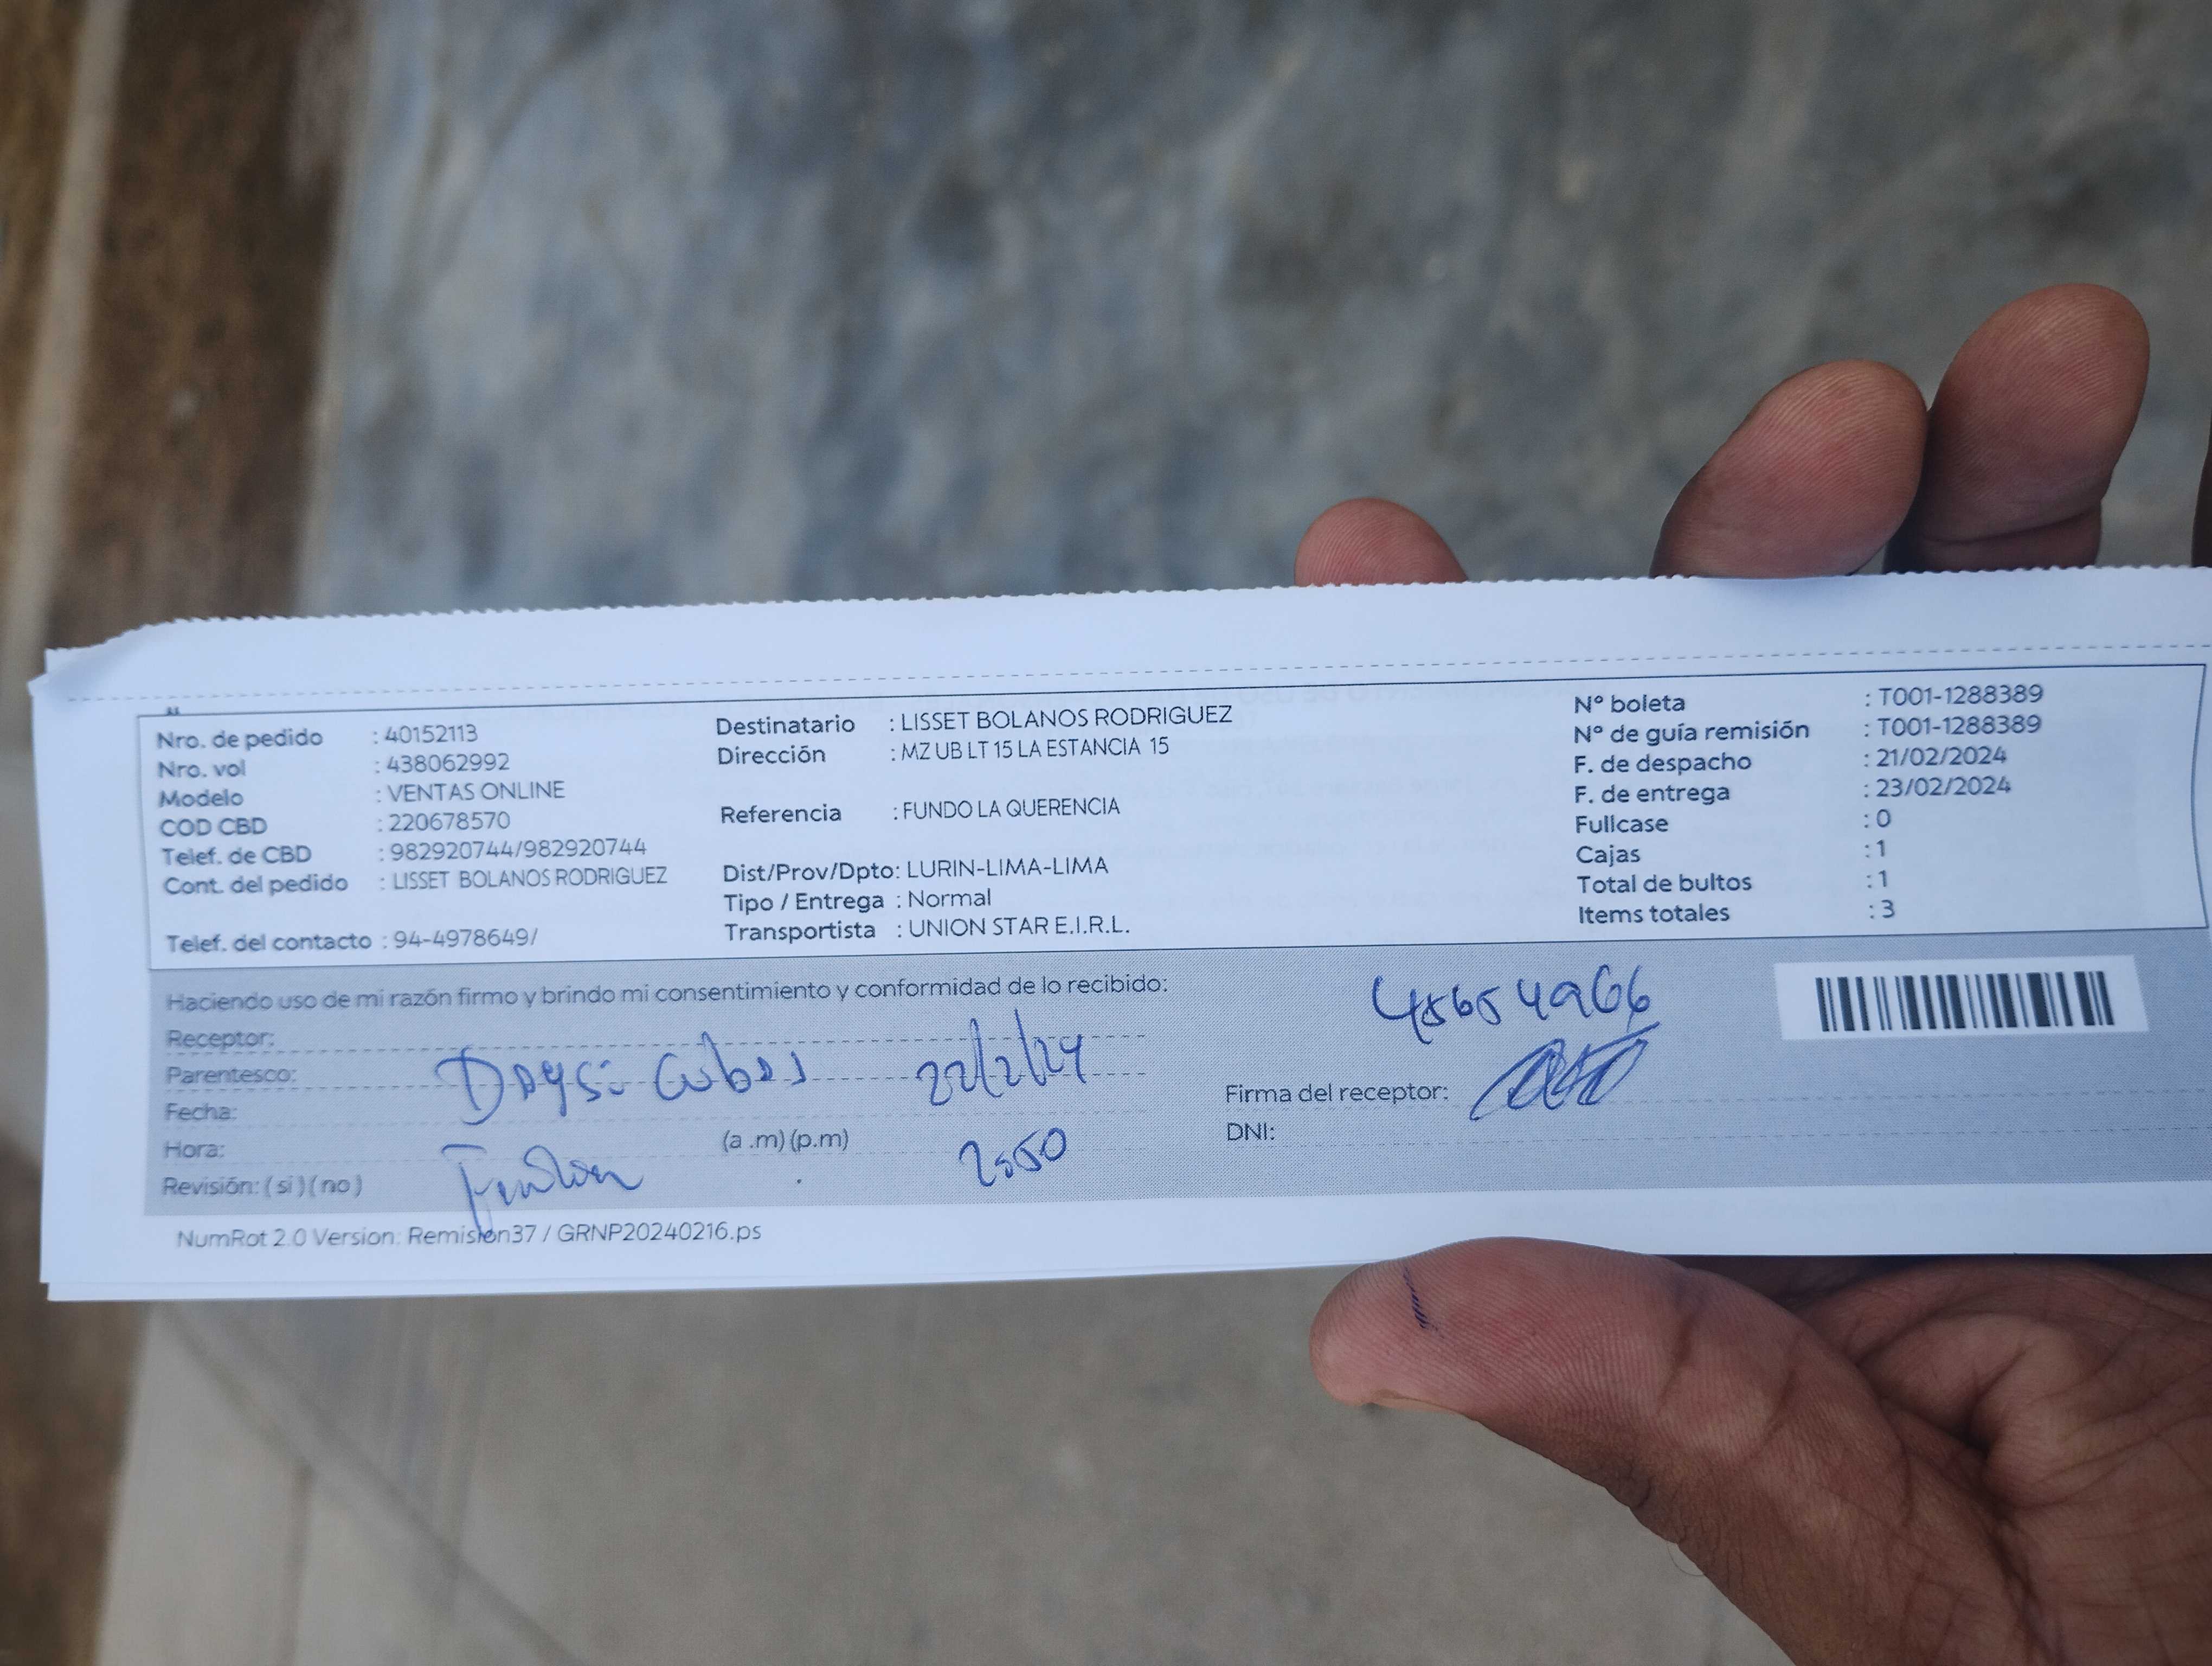 Nro. de pedido : 40152113
Nro. vol : 438062992
Modelo : VENTAS ONLINE
COD CBD : 220678570
Telef. de CBD : 982920744/982920744
Cont. del pedido : LISSET BOLANOS RODRIGUEZ
Telef. del contacto : 94-4978649/
Destinatario : LISSET BOLANOS RODRIGUEZ
Dirección : MZ UB LT 15 LA ESTANCIA 15
Referencia : FUNDO LA QUERENCIA
Dist/Prov/Dpto: LURIN-LIMA-LIMA
Tipo / Entrega : Normal
Transportista : UNION STAR E.I.R.L.
N° boleta : T001-1288389
N° de guía remisión : T001-1288389
F. de despacho : 21/02/2024
F. de entrega : 23/02/2024
Fullcase : 0
Cajas : 1
Total de bultos : 1
Items totales : 3
Haciendo uso de mi razón firmo y brindo mi consentimiento y conformidad de lo recibido:
Receptor:
Parentesco:
Fecha:
Hora: (a .m) (p.m)
Revisión: ( si ) ( no )
22/2/24
Firma del receptor:
DNI:
NumRot 2.0 Version: Remision37 / GRNP20240216.ps